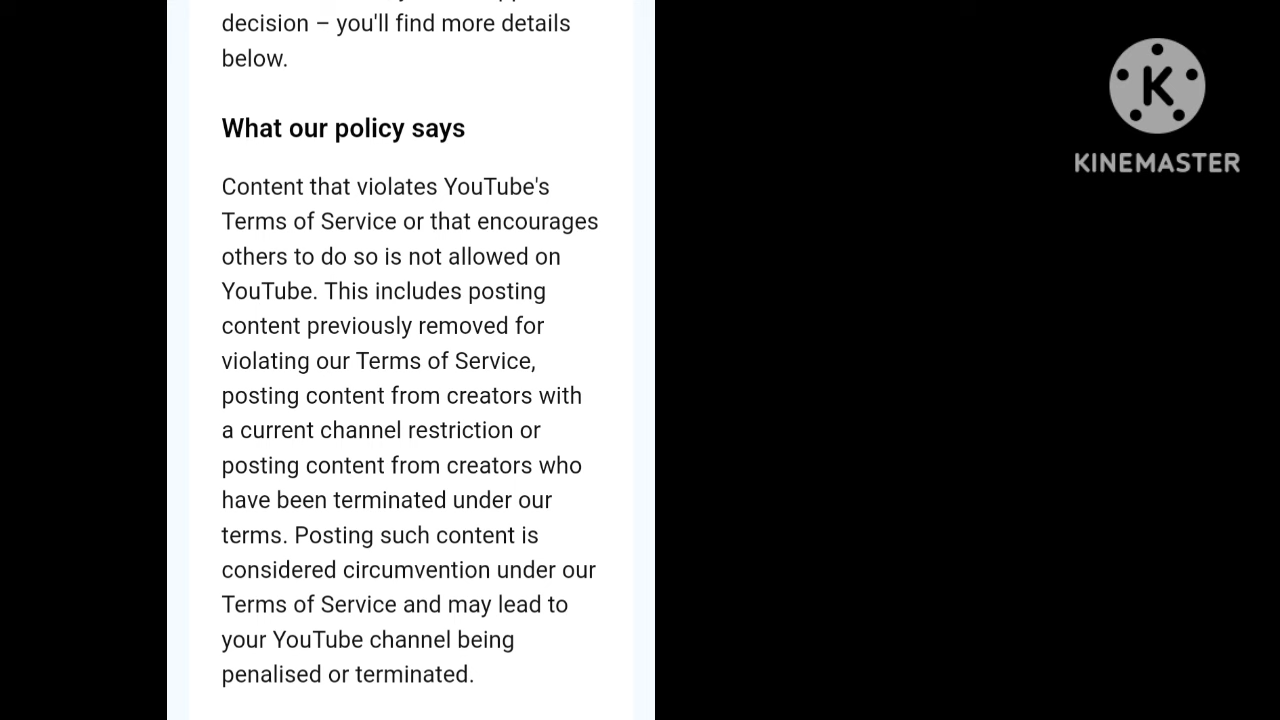 decision – you'll find more details
below.
What our policy says
Content that violates YouTube's
Terms of Service or that encourages
others to do so is not allowed on
YouTube. This includes posting
content previously removed for
violating our Terms of Service,
posting content from creators with
a current channel restriction or
posting content from creators who
have been terminated under our
terms. Posting such content is
considered circumvention under our
Terms of Service and may lead to
your YouTube channel being
penalised or terminated.
K
KINEMASTER